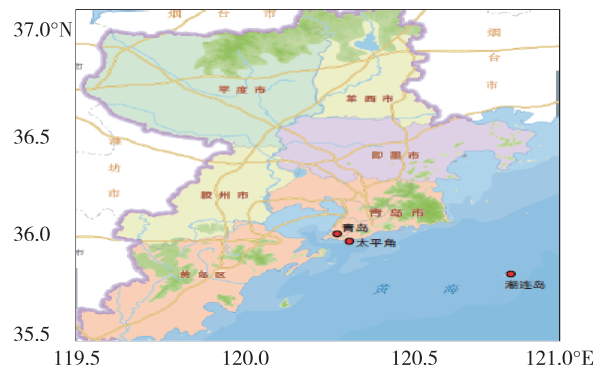 37.0°N
36.5
36.0
35.5
119.5
120.0
120.5
121.0°E
烟 台 市
烟
台
市
平 度 市
莱 西 市
潍
坊
市
即 墨 市
胶 州 市
青 岛 市
青岛
太平角
黄 岛 区
潮连岛
黄 海